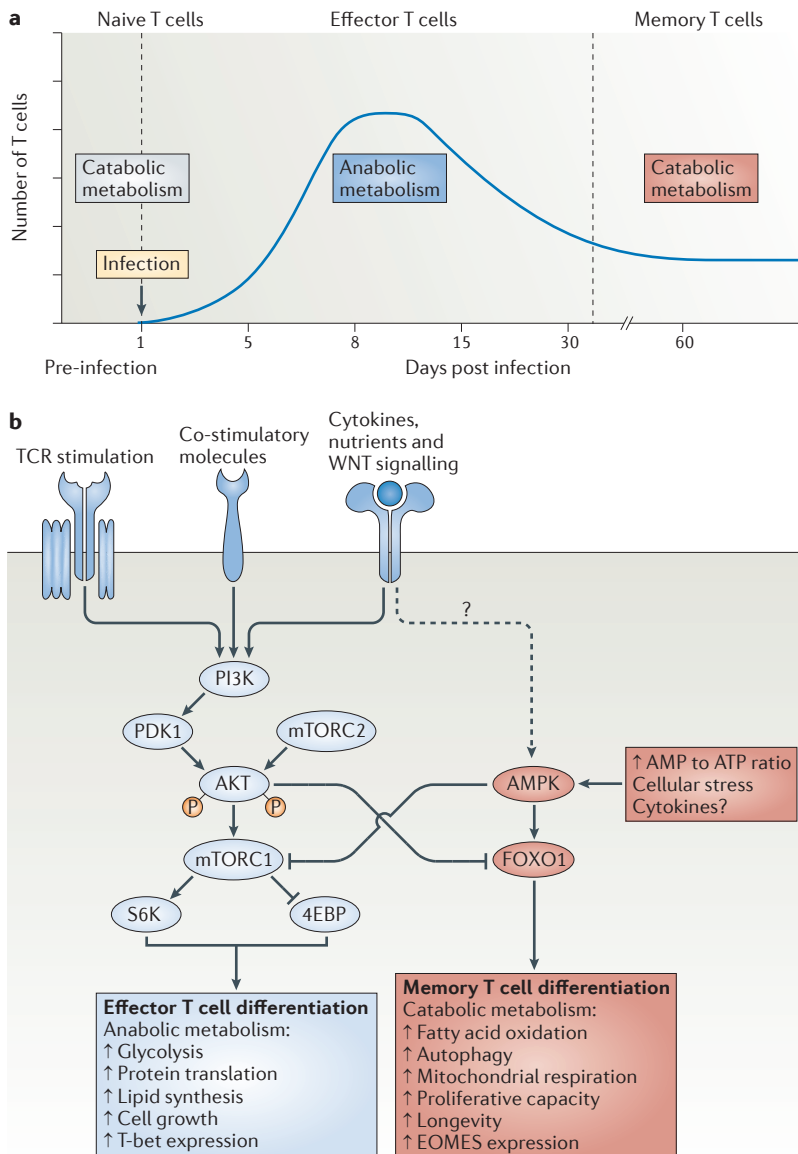 a
Naive T cells
Effector T cells
Memory T cells
Number of T cells
Catabolic
metabolism
Anabolic
metabolism
Catabolic
metabolism
Infection
1
5
8
15
30
60
Pre-infection
Days post infection
b
TCR stimulation
Co-stimulatory
molecules
Cytokines,
nutrients and
WNT signalling
?
PI3K
PDK1
mTORC2
AKT
P
P
AMPK
↑ AMP to ATP ratio
Cellular stress
Cytokines?
mTORC1
FOXO1
S6K
4EBP
Effector T cell differentiation
Anabolic metabolism:
↑ Glycolysis
↑ Protein translation
↑ Lipid synthesis
↑ Cell growth
↑ T-bet expression
Memory T cell differentiation
Catabolic metabolism:
↑ Fatty acid oxidation
↑ Autophagy
↑ Mitochondrial respiration
↑ Proliferative capacity
↑ Longevity
↑ EOMES expression